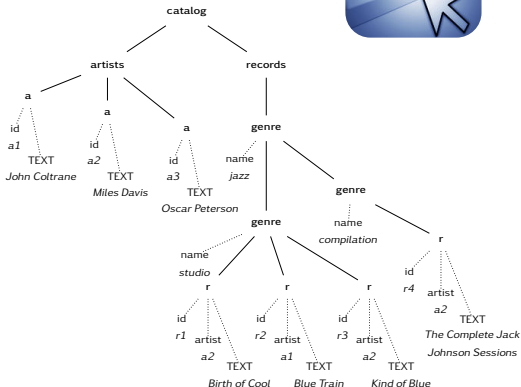 catalog
artists records
a a a genre
id a1 TEXT John Coltrane
id a2 TEXT Miles Davis
id a3 TEXT Oscar Peterson
name jazz
genre genre
name studio
name compilation
r r r r
id r1 artist a2 TEXT Birth of Cool
id r2 artist a1 TEXT Blue Train
id r3 artist a2 TEXT Kind of Blue
id r4 artist a2 TEXT The Complete Jack
Johnson Sessions